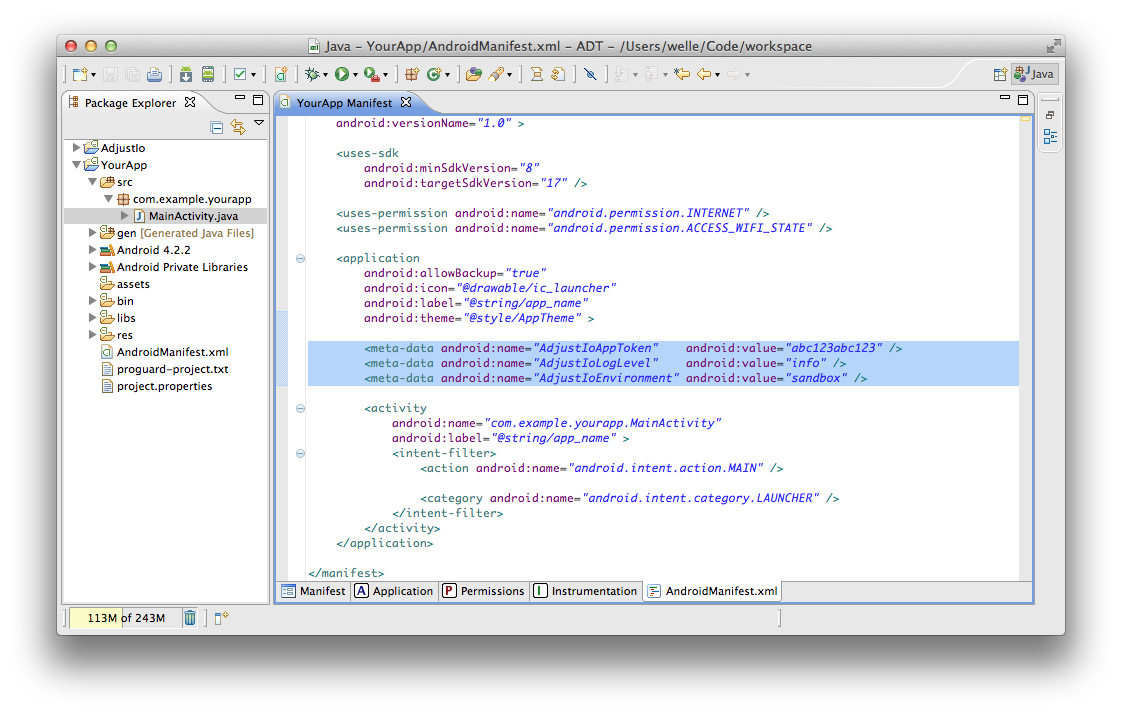 Java – YourApp/AndroidManifest.xml – ADT – /Users/welle/Code/workspace
Java
Package Explorer
YourApp Manifest
AdjustIo
YourApp
src
com.example.yourapp
MainActivity.java
gen [Generated Java Files]
Android 4.2.2
Android Private Libraries
assets
bin
libs
res
AndroidManifest.xml
proguard-project.txt
project.properties
android:versionName="1.0" >
<uses-sdk
android:minSdkVersion="8"
android:targetSdkVersion="17" />
<uses-permission android:name="android.permission.INTERNET" />
<uses-permission android:name="android.permission.ACCESS_WIFI_STATE" />
<application
android:allowBackup="true"
android:icon="@drawable/ic_launcher"
android:label="@string/app_name"
android:theme="@style/AppTheme" >
<meta-data android:name="AdjustIoAppToken" android:value="abc123abc123" />
<meta-data android:name="AdjustIoLogLevel" android:value="info" />
<meta-data android:name="AdjustIoEnvironment" android:value="sandbox" />
<activity
android:name="com.example.yourapp.MainActivity"
android:label="@string/app_name" >
<intent-filter>
<action android:name="android.intent.action.MAIN" />
<category android:name="android.intent.category.LAUNCHER" />
</intent-filter>
</activity>
</application>
</manifest>
Manifest A Application P Permissions I Instrumentation AndroidManifest.xml
113M of 243M